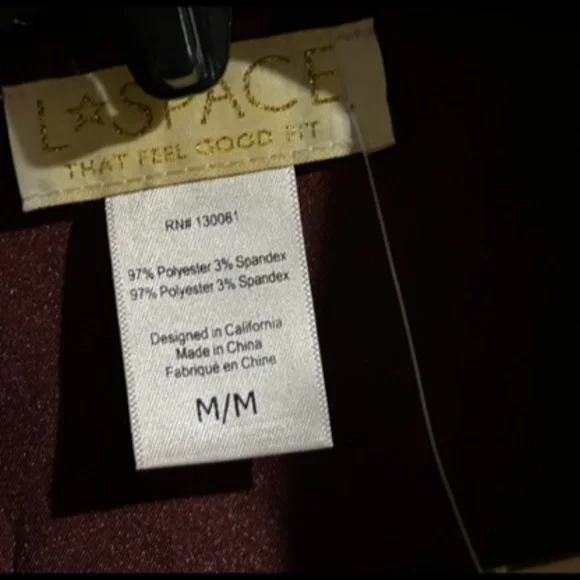 L☆SPACE
THAT FEEL GOOD FIT
RN# 130061
97% Polyester 3% Spandex
97% Polyester 3% Spandex
Designed in California
Made in China
Fabriqué en Chine
M/M